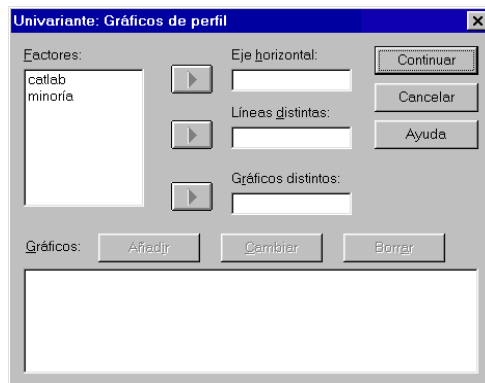 Univariante: Gráficos de perfil
Factores:
catlab
minoría
Eje horizontal:
Líneas distintas:
Gráficos distintos:
Continuar
Cancelar
Ayuda
Gráficos:
Añadir
Cambiar
Borrar